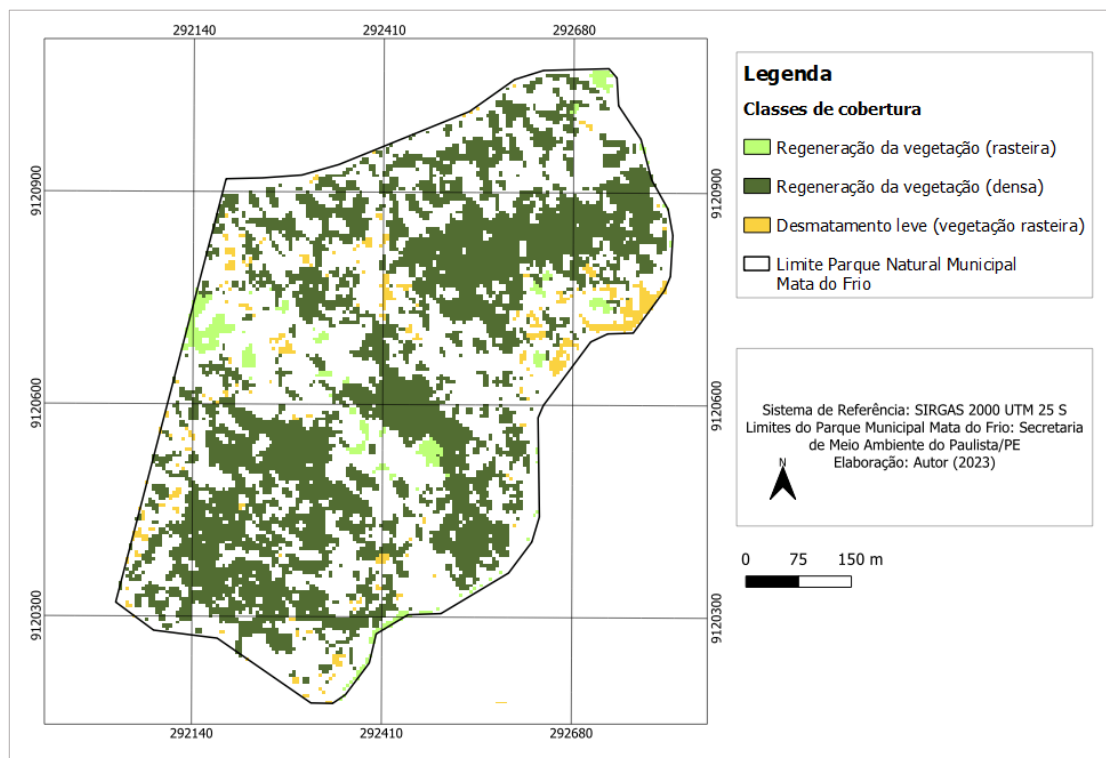 292140
292410
292680
9120900
9120600
9120300
9120900
9120600
9120300
292140
292410
292680
Legenda
Classes de cobertura
Regeneração da vegetação (rasteira)
Regeneração da vegetação (densa)
Desmatamento leve (vegetação rasteira)
Limite Parque Natural Municipal
Mata do Frio
Sistema de Referência: SIRGAS 2000 UTM 25 S
Limites do Parque Municipal Mata do Frio: Secretaria
de Meio Ambiente do Paulista/PE
Elaboração: Autor (2023)
N
0 75 150 m